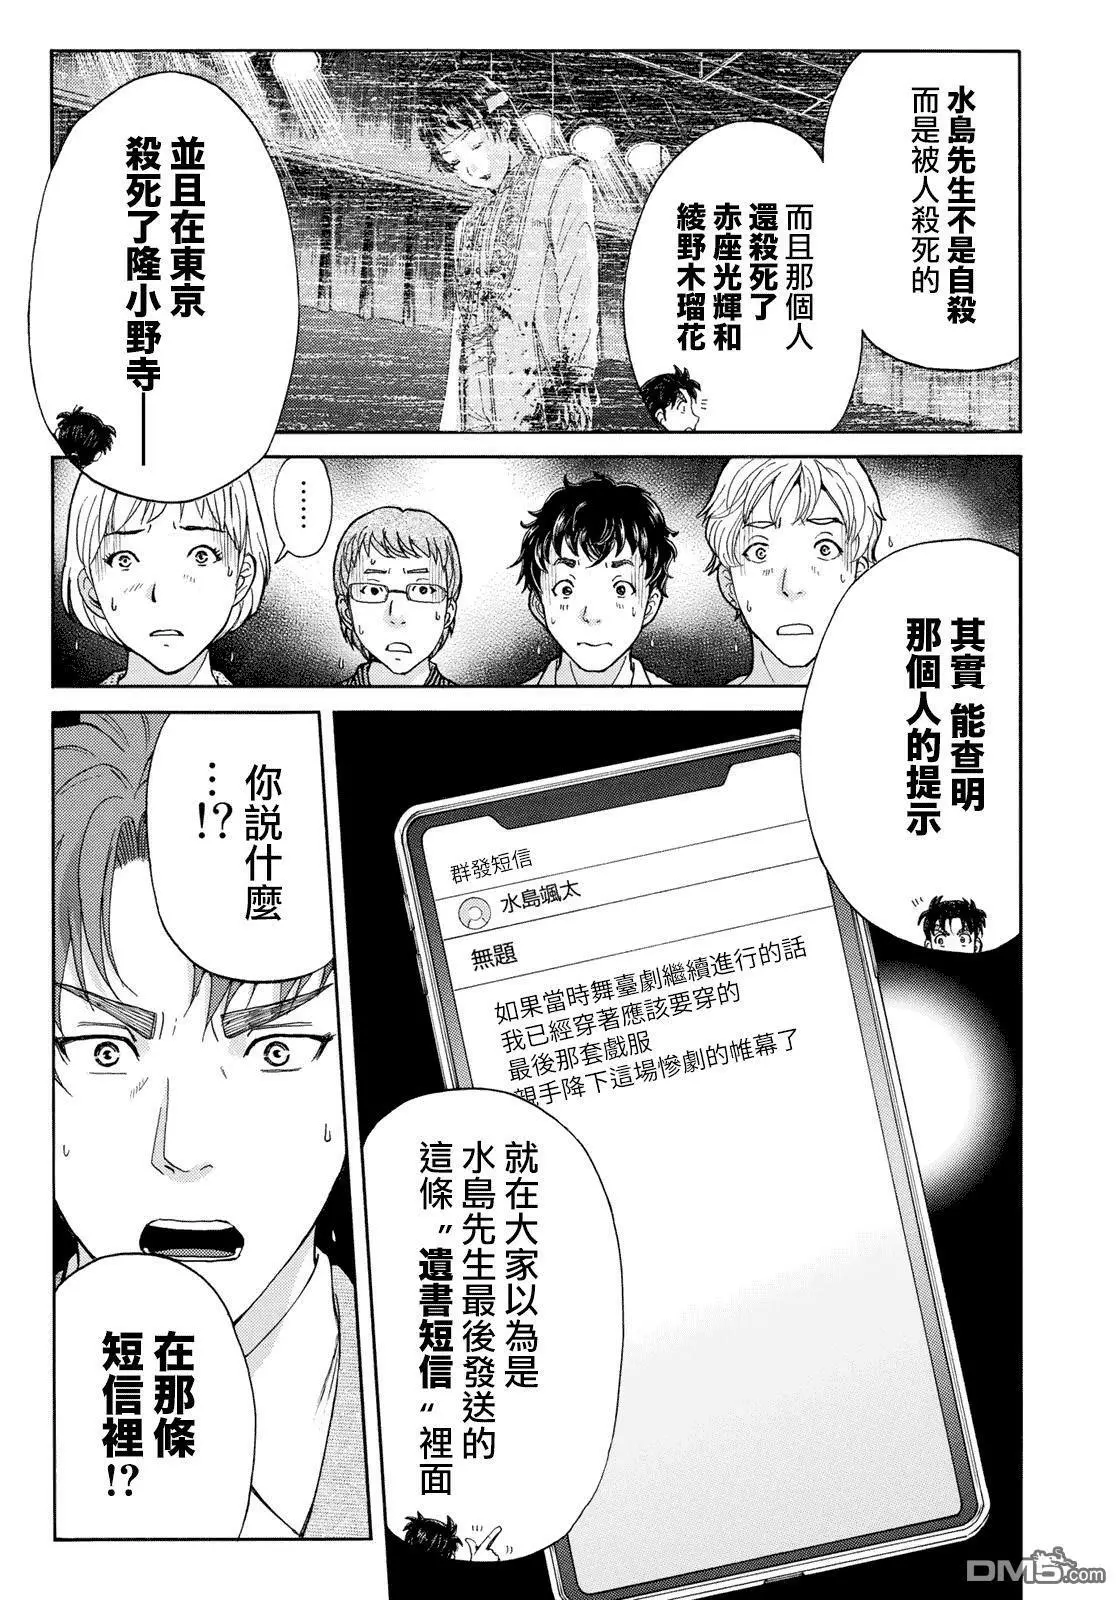 水島先生不是自殺
而是被人殺死的
而且那個人
還殺死了
赤座光輝和
綾野木瑠花
並且在東京
殺死了隆小野寺——
……
其實 能查明
那個人的提示
群發短信
水島颯太
無題
如果當時舞臺劇繼續進行的話
我已經穿著應該要穿的
最後那套戲服
親手降下這場慘劇的帷幕了
就在大家以為是
水島先生最後發送的
這條〃遺書短信〃裡面
你說什麼
…!?
在那條
短信裡!?
DM5.com